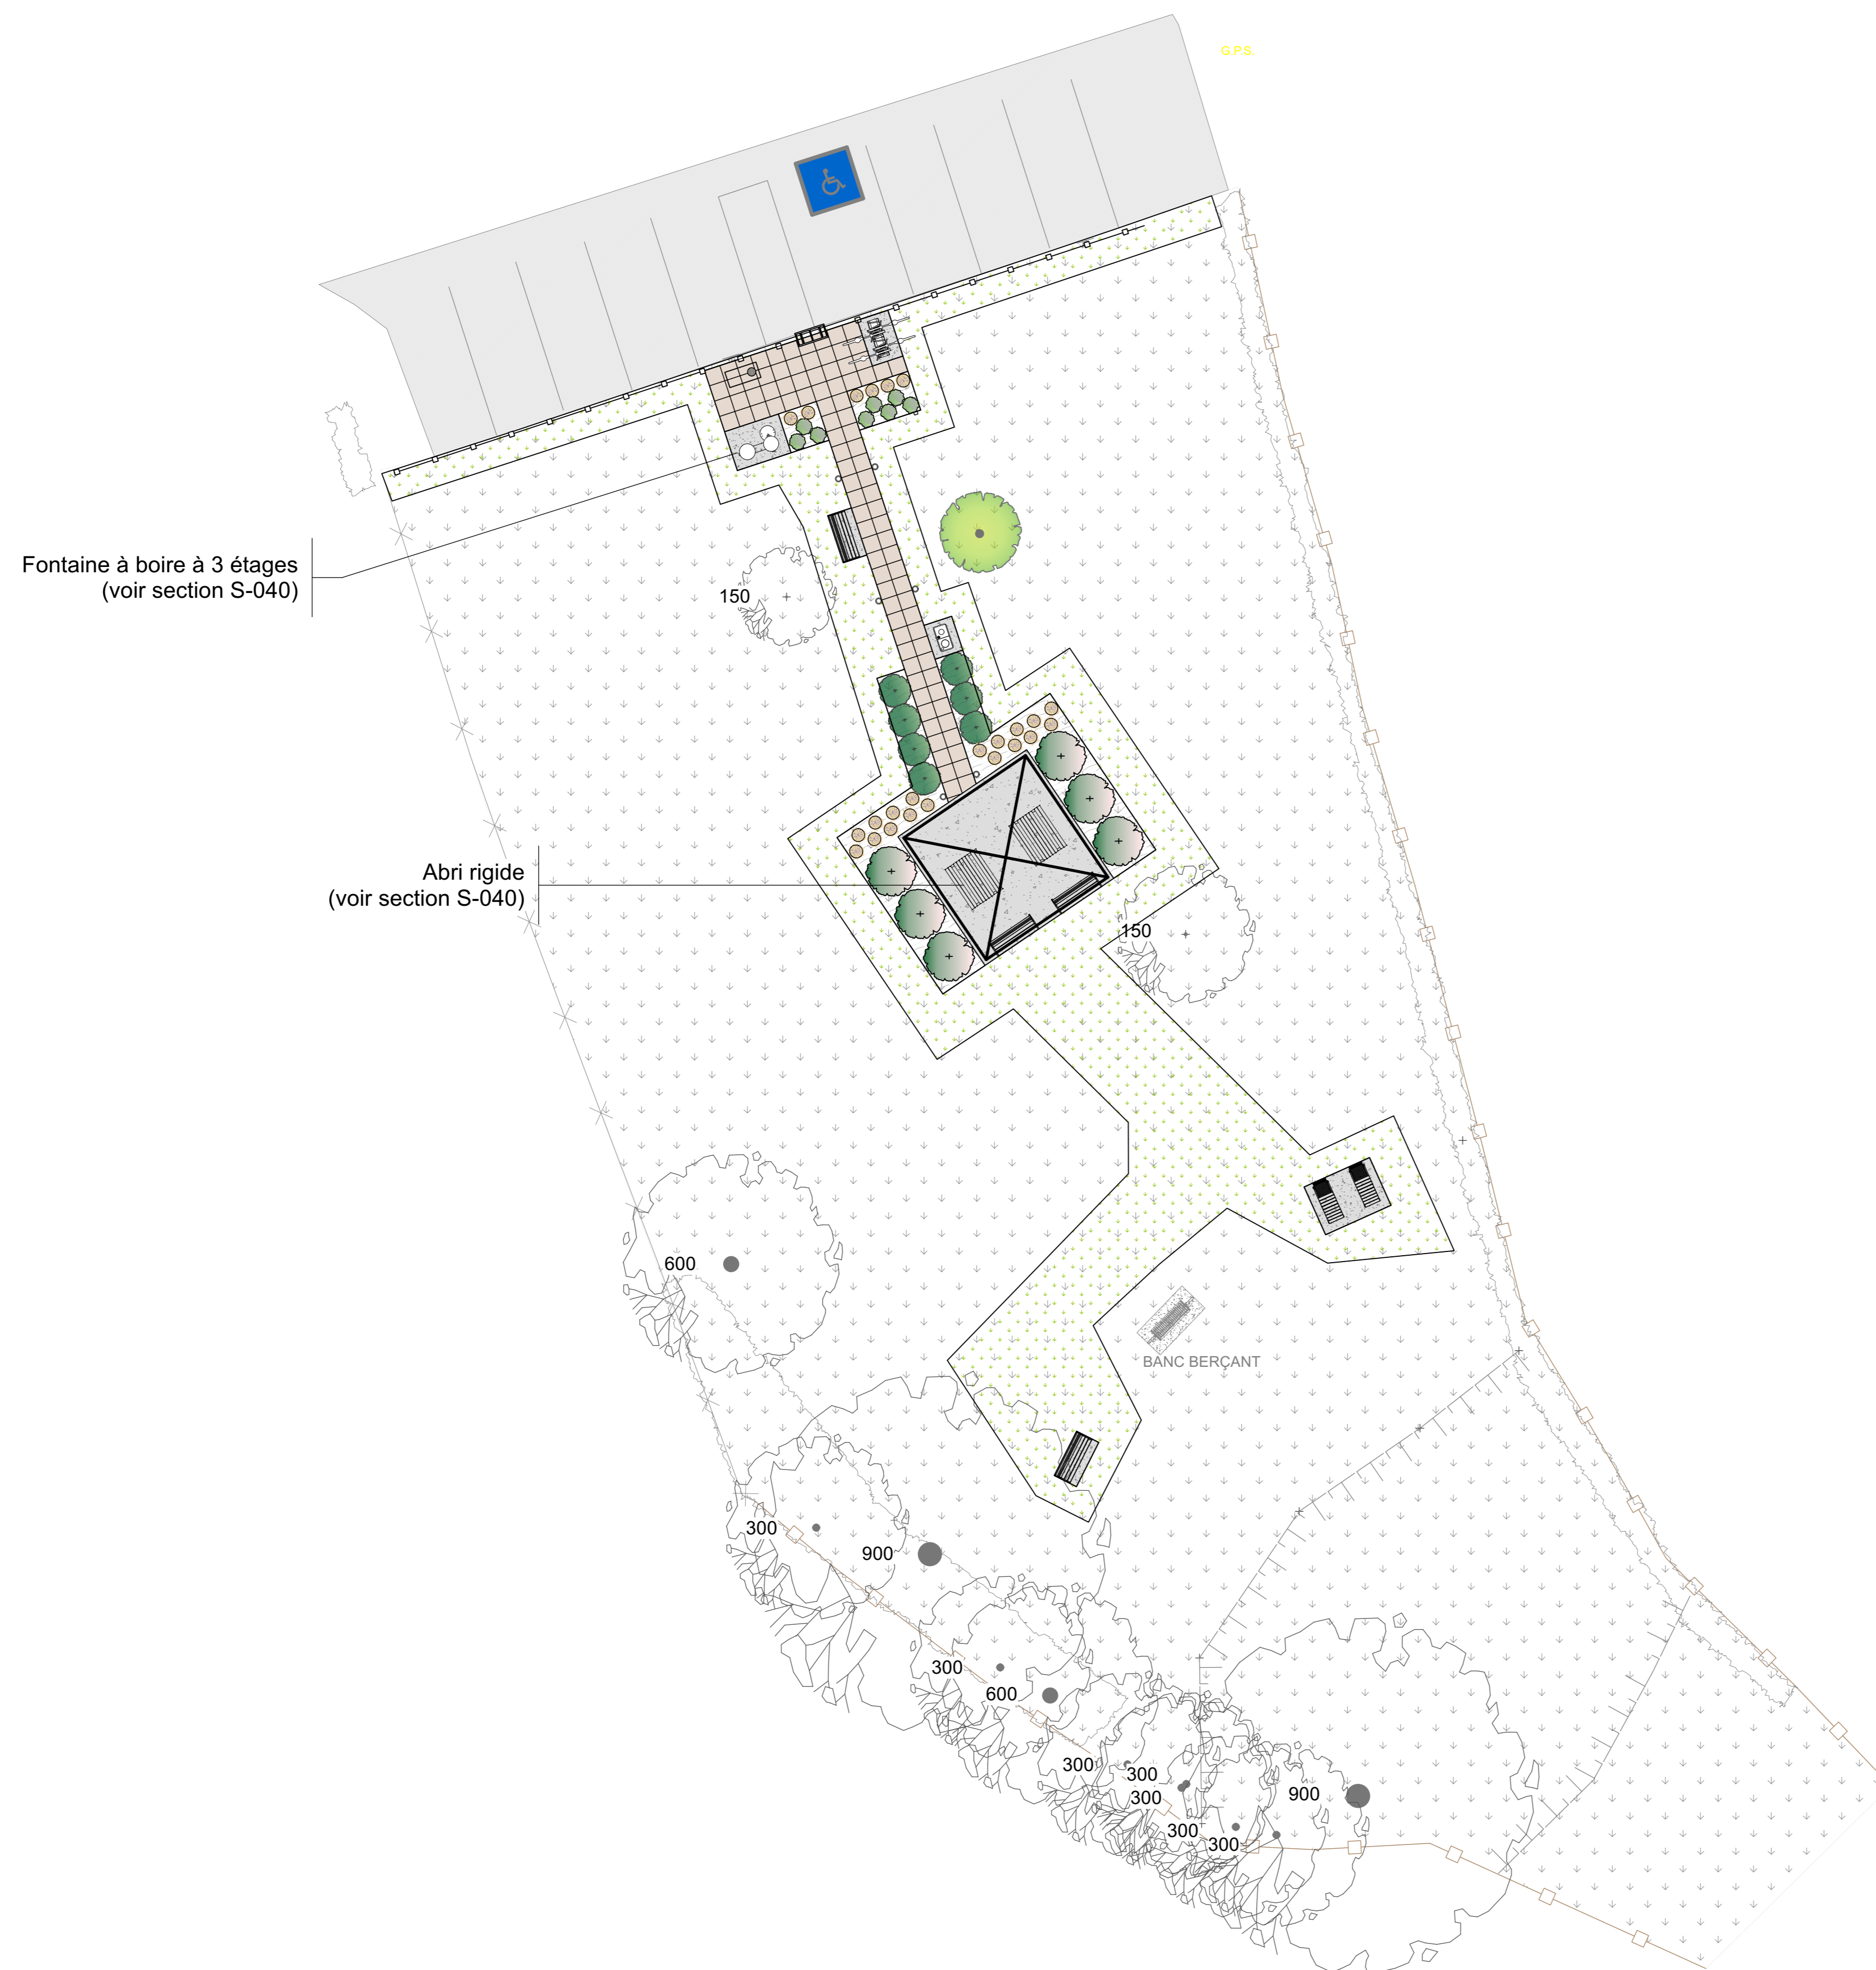 G.P.S.
Fontaine à boire à 3 étages
(voir section S-040)
150
Abri rigide
(voir section S-040)
150
600
BANC BERÇANT
300
900
300
600
300
300
300
900
300
300